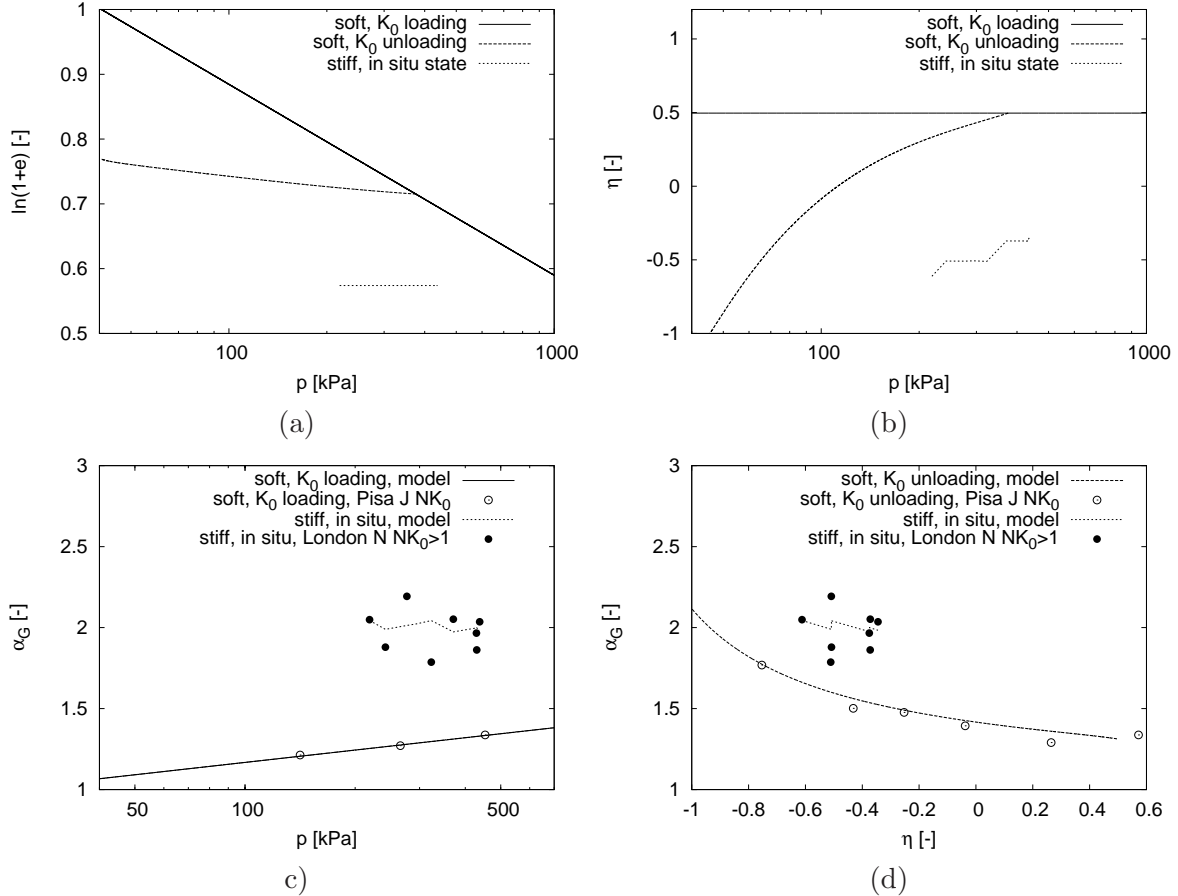 soft, K0 loading
soft, K0 unloading
stiff, in situ state
1
0.9
0.8
0.7
0.6
0.5
ln(1+e) [-]
100
1000
p [kPa]
(a)
soft, K0 loading
soft, K0 unloading
stiff, in situ state
1
0.5
0
-0.5
-1
η [-]
100
1000
p [kPa]
(b)
soft, K0 loading, model
soft, K0 loading, Pisa J NK0
stiff, in situ, model
stiff, in situ, London N NK0>1
3
2.5
2
1.5
1
αG [-]
50
100
500
p [kPa]
c)
soft, K0 unloading, model
soft, K0 unloading, Pisa J NK0
stiff, in situ, model
stiff, in situ, London N NK0>1
3
2.5
2
1.5
1
αG [-]
-1
-0.8
-0.6
-0.4
-0.2
0
0.2
0.4
0.6
η [-]
(d)